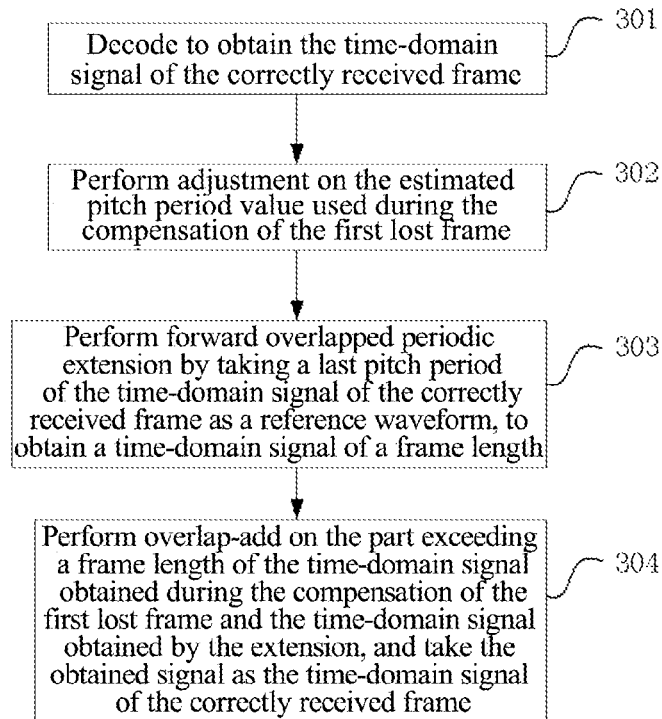 301
Decode to obtain the time-domain
signal of the correctly received frame
302
Perform adjustment on the estimated
pitch period value used during the
compensation of the first lost frame
303
Perform forward overlapped periodic
extension by taking a last pitch period
of the time-domain signal of the correctly
received frame as a reference waveform, to
obtain a time-domain signal of a frame length
304
Perform overlap-add on the part exceeding
a frame length of the time-domain signal
obtained during the compensation of the
first lost frame and the time-domain signal
obtained by the extension, and take the
obtained signal as the time-domain signal
of the correctly received frame